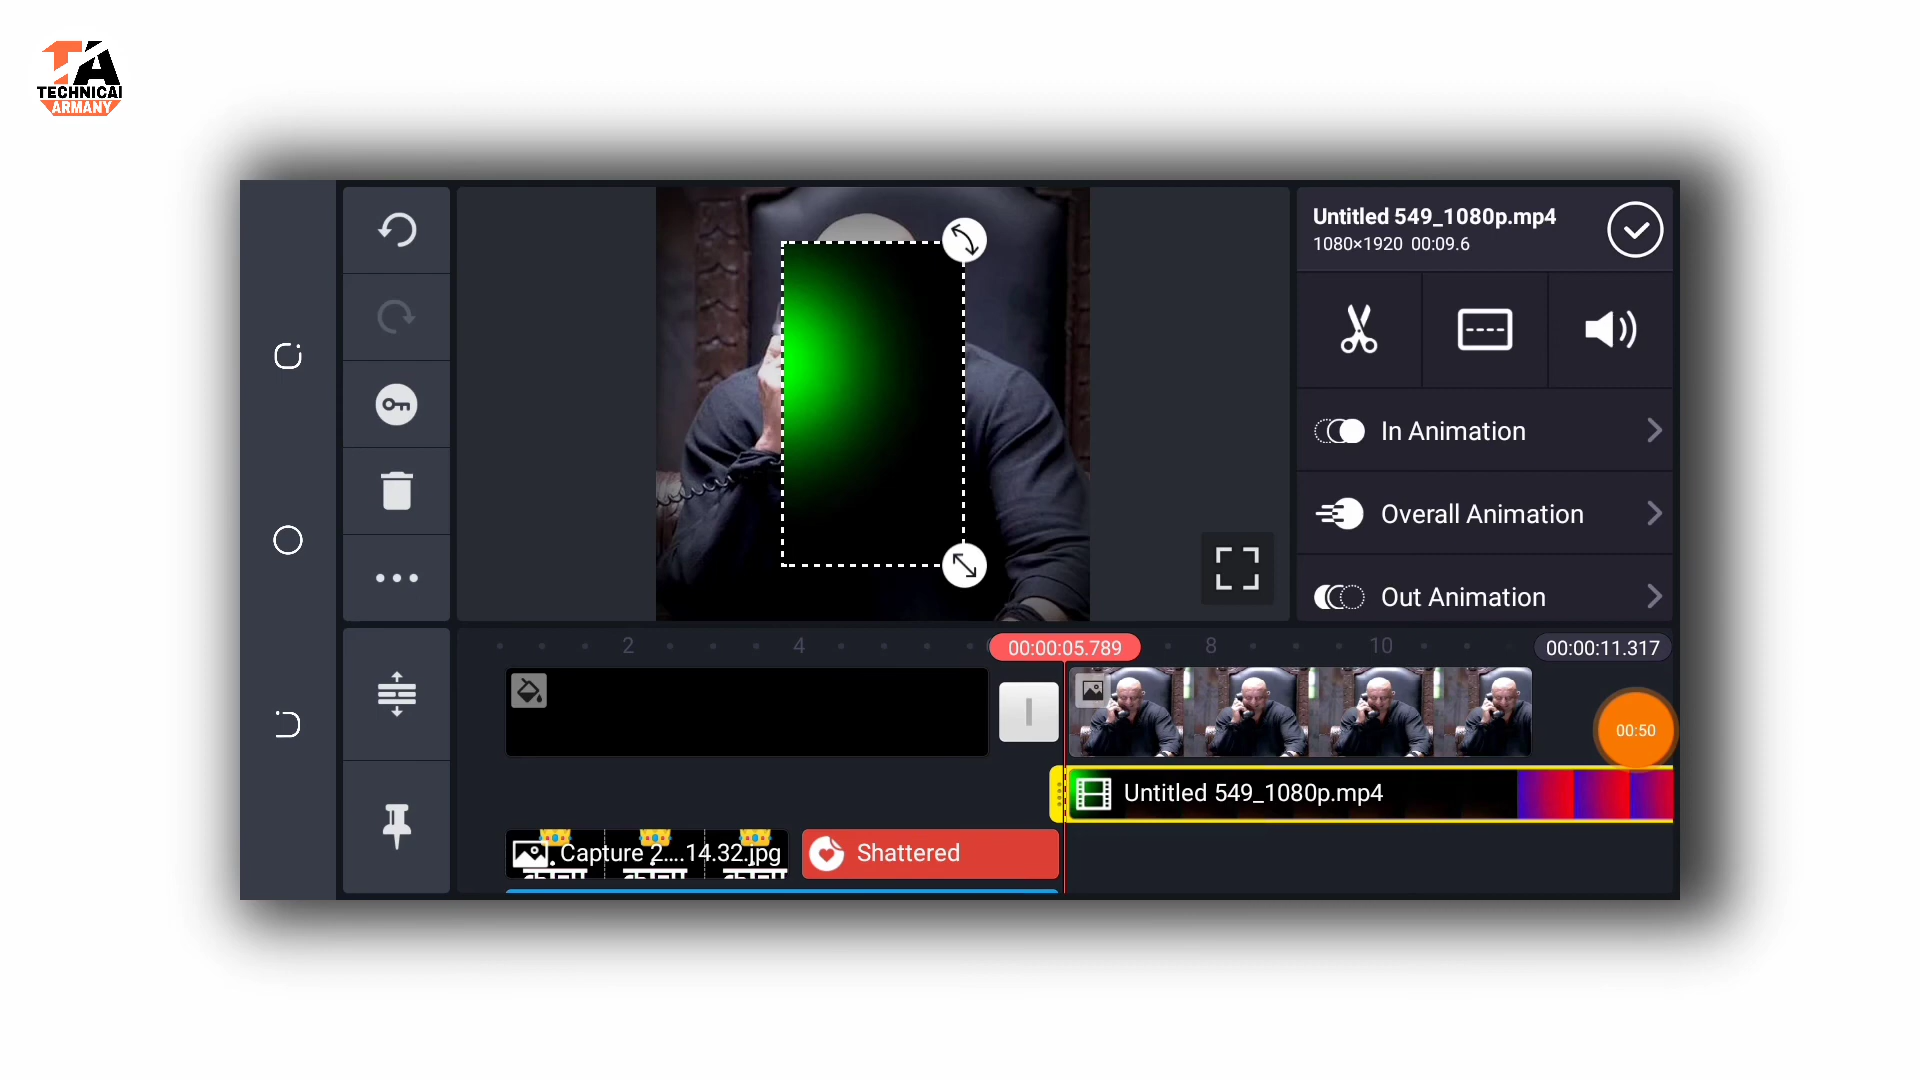 TECHNICAl
ARMANY
Untitled 549_1080p.mp4
1080×1920 00:09.6
In Animation
Overall Animation
Out Animation
2
4
00:00:05.789
8
10
00:00:11.317
00:50
Untitled 549_1080p.mp4
Capture 2....14.32.jpg
Shattered